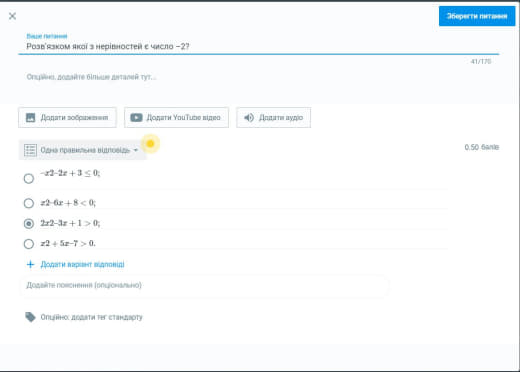 Зберегти питання
Ваше питання
Розв'язком якої з нерівностей є число −2?
41/170
Опційно, додайте більше деталей тут...
Додати зображення
Додати YouTube відео
Додати аудіо
Одна правильна відповідь
0.50 балів
−x2–2x + 3 ≤ 0;
x2–6x + 8 < 0;
2x2–3x + 1 > 0;
x2 + 5x–7 > 0.
+ Додати варіант відповіді
Додайте пояснення (опціонально)
Опційно: додати тег стандарту